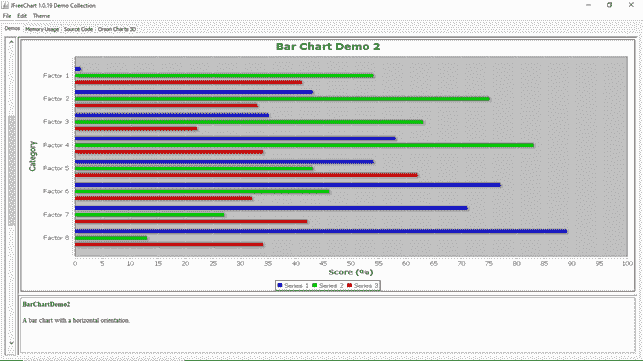 JFreeChart 1.0.19 Demo Collection
File Edit Theme
Demos Memory Usage Source Code Orson Charts 3D
Bar Chart Demo 2
Category
Factor 1
Factor 2
Factor 3
Factor 4
Factor 5
Factor 6
Factor 7
Factor 8
0 5 10 15 20 25 30 35 40 45 50 55 60 65 70 75 80 85 90 95 100
Score (%)
Series 1 Series 2 Series 3
BarChartDemo2
A bar chart with a horizontal orientation.